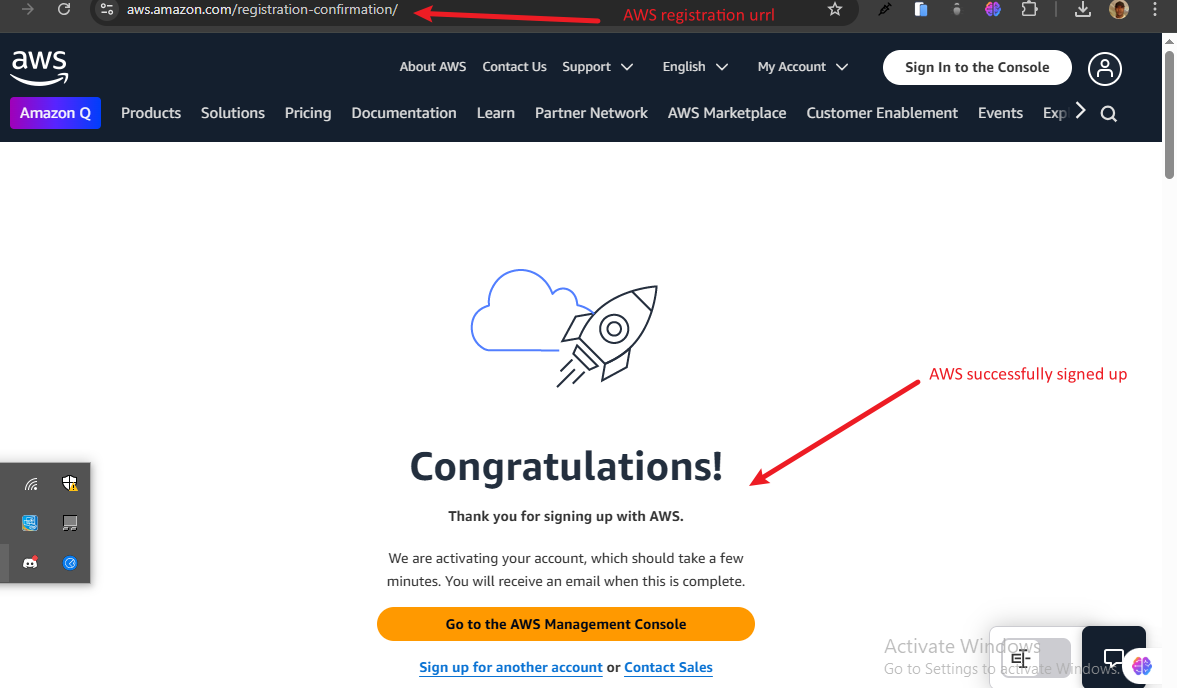 aws.amazon.com/registration-confirmation/
AWS registration urrl
aws
About AWS Contact Us Support English My Account Sign In to the Console
Amazon Q Products Solutions Pricing Documentation Learn Partner Network AWS Marketplace Customer Enablement Events Expl
AWS successfully signed up
Congratulations!
Thank you for signing up with AWS.
We are activating your account, which should take a few
minutes. You will receive an email when this is complete.
Go to the AWS Management Console
Sign up for another account or Contact Sales
Activate Windows
Go to Settings to activate Windows.